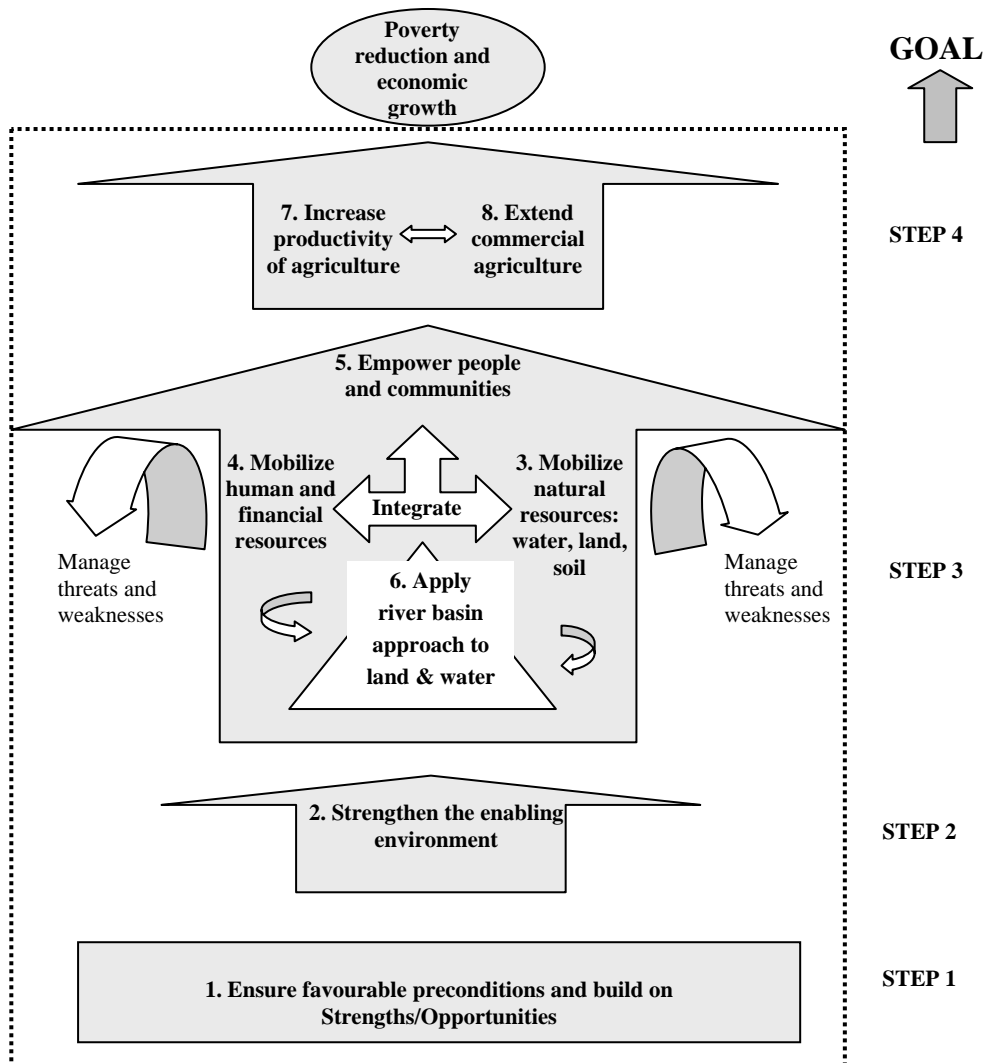 Poverty
reduction and
economic
growth
GOAL
7. Increase
productivity
of agriculture
8. Extend
commercial
agriculture
STEP 4
5. Empower people
and communities
4. Mobilize
human and
financial
resources
Integrate
3. Mobilize
natural
resources:
water, land,
soil
Manage
threats and
weaknesses
6. Apply
river basin
approach to
land & water
Manage
threats and
weaknesses
STEP 3
2. Strengthen the enabling
environment
STEP 2
1. Ensure favourable preconditions and build on
Strengths/Opportunities
STEP 1